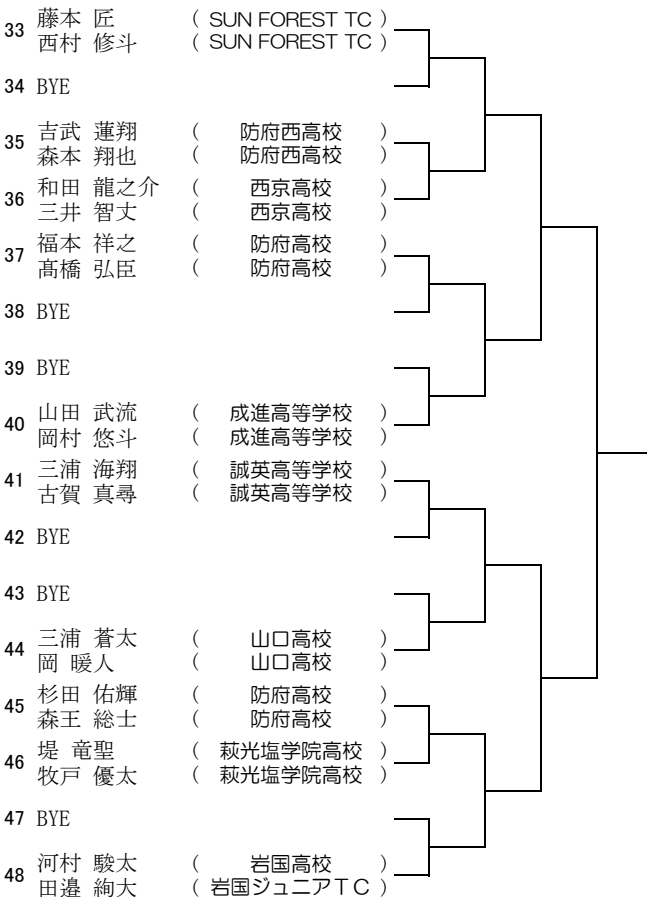 33 藤本 匠 ( SUN FOREST TC )
西村 修斗 ( SUN FOREST TC )
34 BYE
35 吉武 蓮翔 ( 防府西高校 )
森本 翔也 ( 防府西高校 )
36 和田 龍之介 ( 西京高校 )
三井 智丈 ( 西京高校 )
37 福本 祥之 ( 防府高校 )
髙橋 弘臣 ( 防府高校 )
38 BYE
39 BYE
40 山田 武流 ( 成進高等学校 )
岡村 悠斗 ( 成進高等学校 )
41 三浦 海翔 ( 誠英高等学校 )
古賀 真尋 ( 誠英高等学校 )
42 BYE
43 BYE
44 三浦 蒼太 ( 山口高校 )
岡 暖人 ( 山口高校 )
45 杉田 佑輝 ( 防府高校 )
森王 総士 ( 防府高校 )
46 堤 竜聖 ( 萩光塩学院高校 )
牧戸 優太 ( 萩光塩学院高校 )
47 BYE
48 河村 駿太 ( 岩国高校 )
田邉 絢大 ( 岩国ジュニアTC )